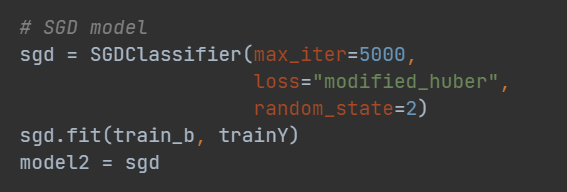 # SGD model
sgd = SGDClassifier(max_iter=5000,
                    loss="modified_huber",
                    random_state=2)
sgd.fit(train_b, trainY)
model2 = sgd